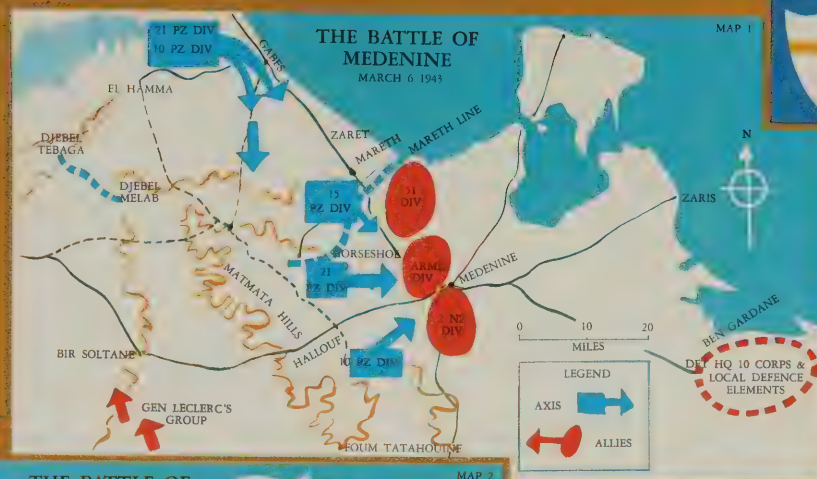 THE BATTLE OF
MEDENINE
MARCH 6 1943
MAP 1
21 PZ DIV
10 PZ DIV
GABES
EL HAMMA
DJEBEL
TEBAGA
DJEBEL
MELAB
ZARET
MARETH
MARETH LINE
15
PZ DIV
51
DIV
HORSESHOE
ARMD
DIV
21
PZ DIV
MEDENINE
2 NZ
DIV
ZARIS
N
MATMATA
HILLS
HALLOUF
10 PZ DIV
BIR SOLTANE
GEN LECLERC'S
GROUP
FOUM TATAHOUINE
0 10 20
MILES
BEN GARDANE
DET HQ 10 CORPS &
LOCAL DEFENCE
ELEMENTS
LEGEND
AXIS
ALLIES
THE BATTLE OF
MAP 2